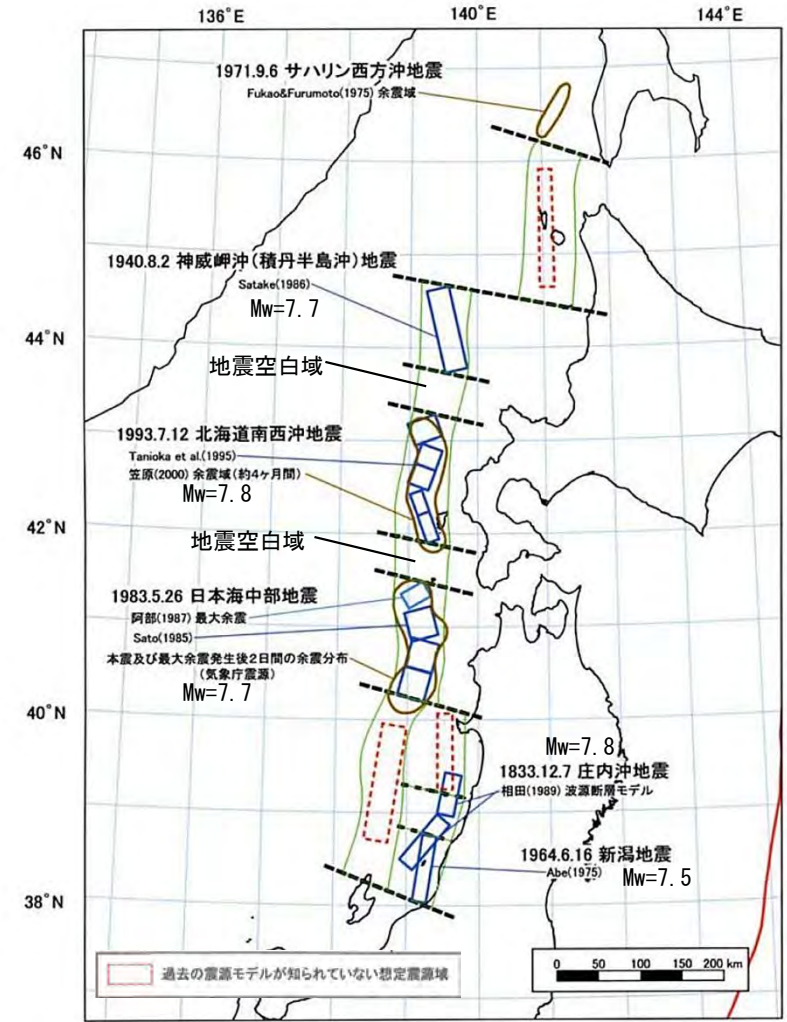 136°E 140°E 144°E
1971.9.6 サハリン西方沖地震
Fukao&Furumoto(1975) 余震域
46°N
1940.8.2 神威岬沖(積丹半島沖)地震
Satake(1986)
Mw=7.7
44°N
地震空白域
1993.7.12 北海道南西沖地震
Tanioka et al.(1995)
笠原(2000) 余震域(約4ヶ月間)
Mw=7.8
42°N
地震空白域
1983.5.26 日本海中部地震
阿部(1987) 最大余震
Sato(1985)
本震及び最大余震発生後2日間の余震分布
(気象庁震源)
Mw=7.7
40°N
Mw=7.8
1833.12.7 庄内沖地震
相田(1989) 波源断層モデル
1964.6.16 新潟地震
Abe(1975)
Mw=7.5
38°N
過去の震源モデルが知られていない想定震源域
0 50 100 150 200 km